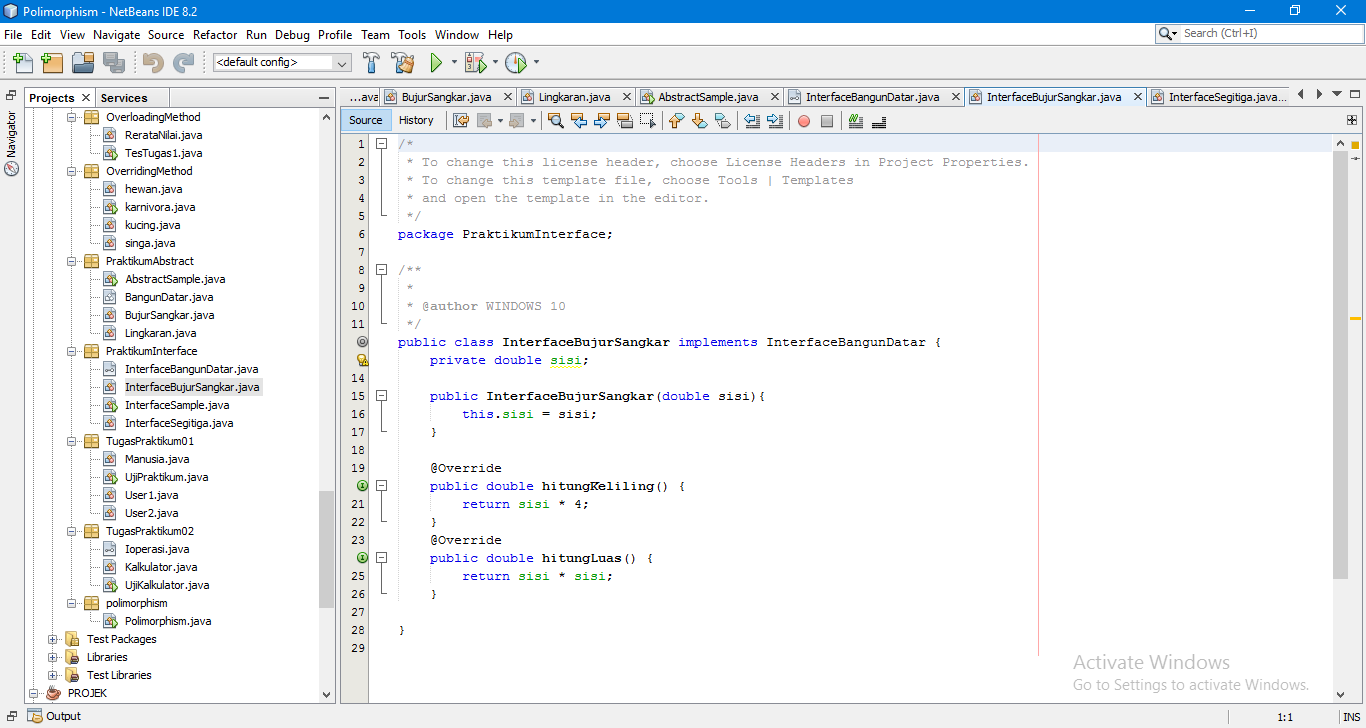 Polimorphism - NetBeans IDE 8.2
File Edit View Navigate Source Refactor Run Debug Profile Team Tools Window Help
Search (Ctrl+I)
<default config>
Projects
Services
Navigator
OverloadingMethod
RerataNilai.java
TesTugas1.java
OverridingMethod
hewan.java
karnivora.java
kucing.java
singa.java
PraktikumAbstract
AbstractSample.java
BangunDatar.java
BujurSangkar.java
Lingkaran.java
PraktikumInterface
InterfaceBangunDatar.java
InterfaceBujurSangkar.java
InterfaceSample.java
InterfaceSegitiga.java
TugasPraktikum01
Manusia.java
UjiPraktikum.java
User1.java
User2.java
TugasPraktikum02
Ioperasi.java
Kalkulator.java
UjiKalkulator.java
polimorphism
Polimorphism.java
Test Packages
Libraries
Test Libraries
PROJEK
...ava BujurSangkar.java Lingkaran.java AbstractSample.java InterfaceBangunDatar.java InterfaceBujurSangkar.java InterfaceSegitiga.java...
Source History
1 /*
2 * To change this license header, choose License Headers in Project Properties.
3 * To change this template file, choose Tools | Templates
4 * and open the template in the editor.
5 */
6 package PraktikumInterface;
7
8 /**
9 *
10 * @author WINDOWS 10
11 */
public class InterfaceBujurSangkar implements InterfaceBangunDatar {
private double sisi;
14
15 public InterfaceBujurSangkar(double sisi){
16 this.sisi = sisi;
17 }
18
19 @Override
public double hitungKeliling() {
21 return sisi * 4;
22 }
23 @Override
public double hitungLuas() {
25 return sisi * sisi;
26 }
27
28 }
29
Activate Windows
Go to Settings to activate Windows.
Output
1:1 INS